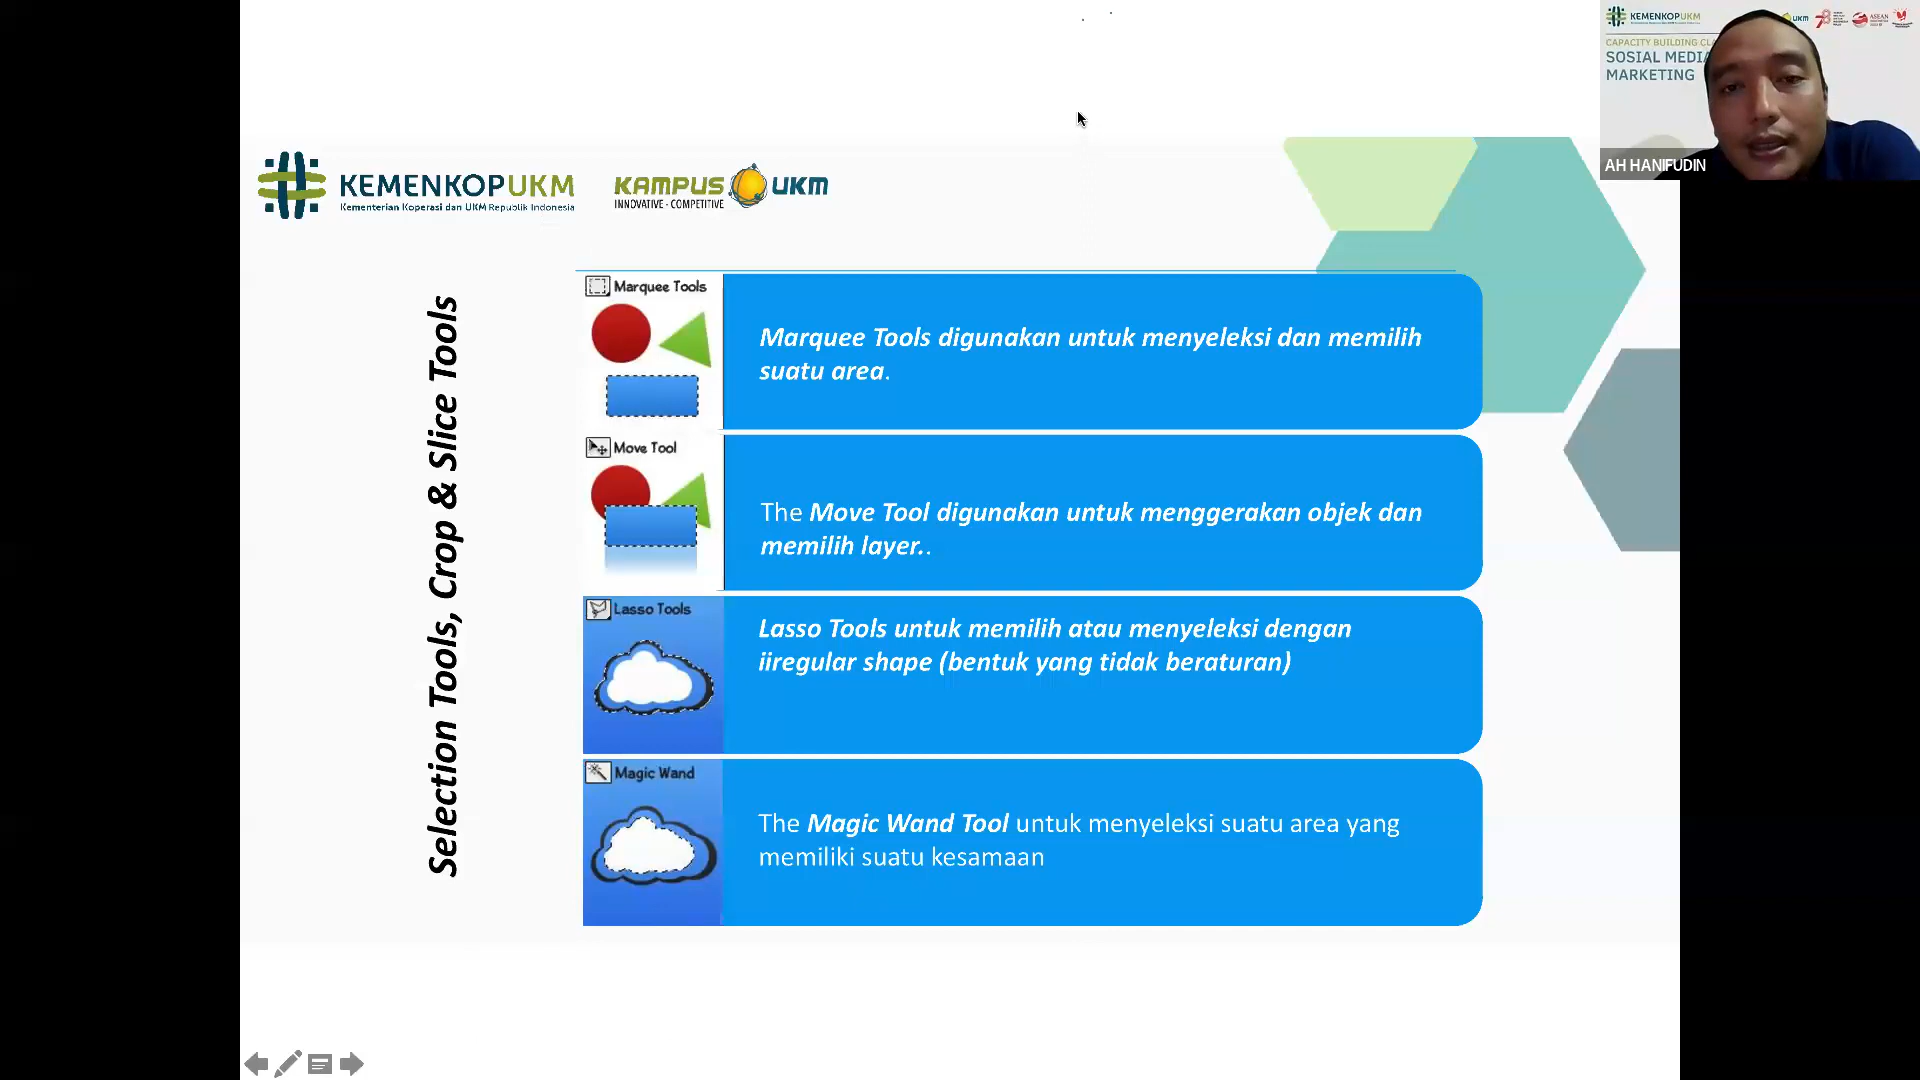 KEMENKOPUKM
Kementerian Koperasi dan UKM Republik Indonesia
KAMPUS UKM
INNOVATIVE - COMPETITIVE
Selection Tools, Crop & Slice Tools
Marquee Tools
Marquee Tools digunakan untuk menyeleksi dan memilih
suatu area.
Move Tool
The Move Tool digunakan untuk menggerakan objek dan
memilih layer..
Lasso Tools
Lasso Tools untuk memilih atau menyeleksi dengan
iiregular shape (bentuk yang tidak beraturan)
Magic Wand
The Magic Wand Tool untuk menyeleksi suatu area yang
memiliki suatu kesamaan
KEMENKOPUKM
UKM
78
ASEAN
CAPACITY BUILDING
SOSIAL MEDIA
MARKETING
AH HANIFUDIN